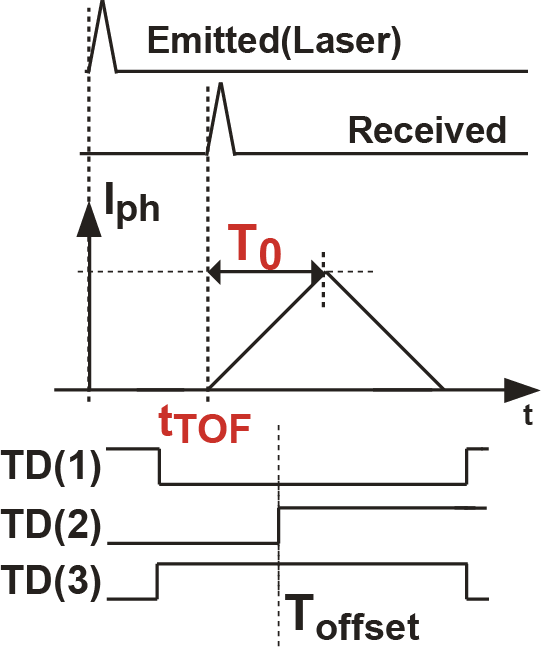 Emitted(Laser)
Received
Iph
T0
tTOF
t
TD(1)
TD(2)
TD(3)
Toffset